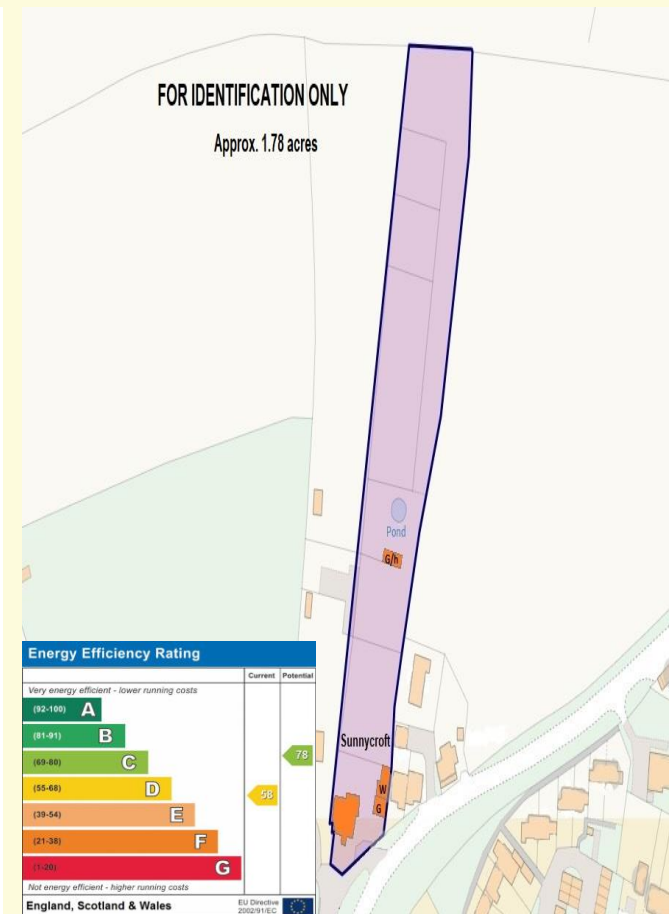 FOR IDENTIFICATION ONLY
Approx. 1.78 acres
Pond
G/h
Sunnycroft
W
G
Energy Efficiency Rating
Current Potential
Very energy efficient - lower running costs
(92-100) A
(81-91) B
(69-80) C
78
(55-68) D
58
(39-54) E
(21-38) F
(1-20) G
Not energy efficient - higher running costs
England, Scotland & Wales
EU Directive
2002/91/EC